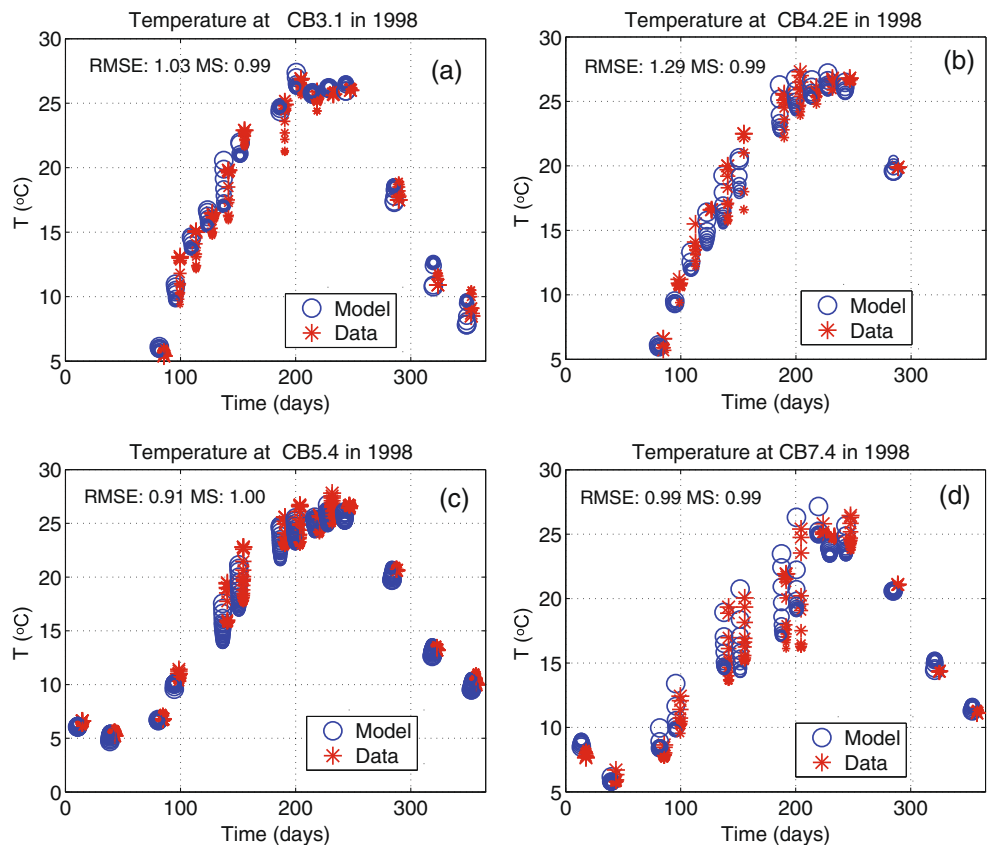 Temperature at CB3.1 in 1998
RMSE: 1.03 MS: 0.99
(a)
30
25
20
15
10
5
T (oC)
Model
Data
0
100
200
300
Time (days)
Temperature at CB4.2E in 1998
RMSE: 1.29 MS: 0.99
(b)
30
25
20
15
10
5
T (oC)
Model
Data
0
100
200
300
Time (days)
Temperature at CB5.4 in 1998
RMSE: 0.91 MS: 1.00
(c)
30
25
20
15
10
5
0
T (oC)
Model
Data
0
100
200
300
Time (days)
Temperature at CB7.4 in 1998
RMSE: 0.99 MS: 0.99
(d)
30
25
20
15
10
5
0
T (oC)
Model
Data
0
100
200
300
Time (days)